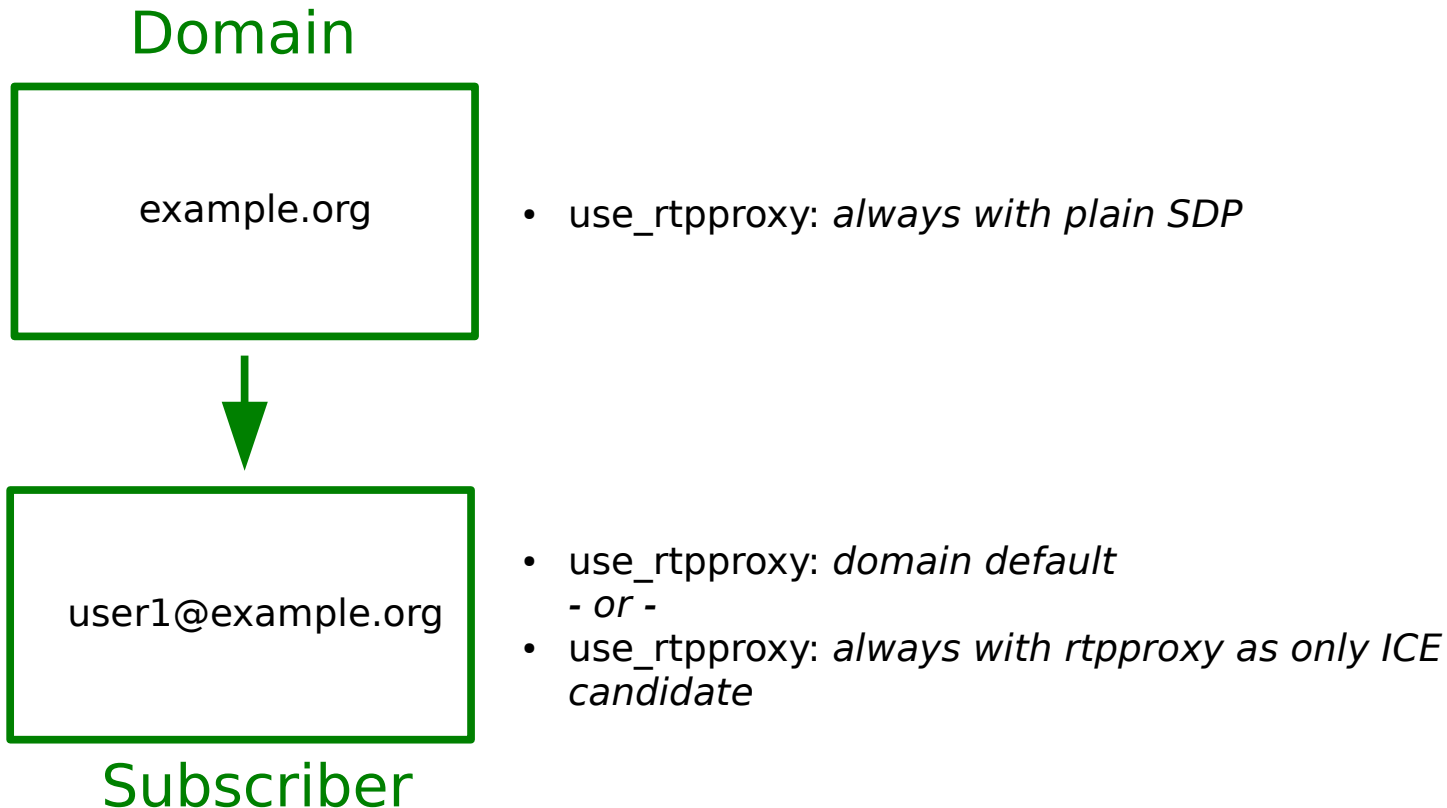 Domain
example.org
• use_rtpproxy: always with plain SDP
user1@example.org
• use_rtpproxy: domain default
- or -
• use_rtpproxy: always with rtpproxy as only ICE
candidate
Subscriber